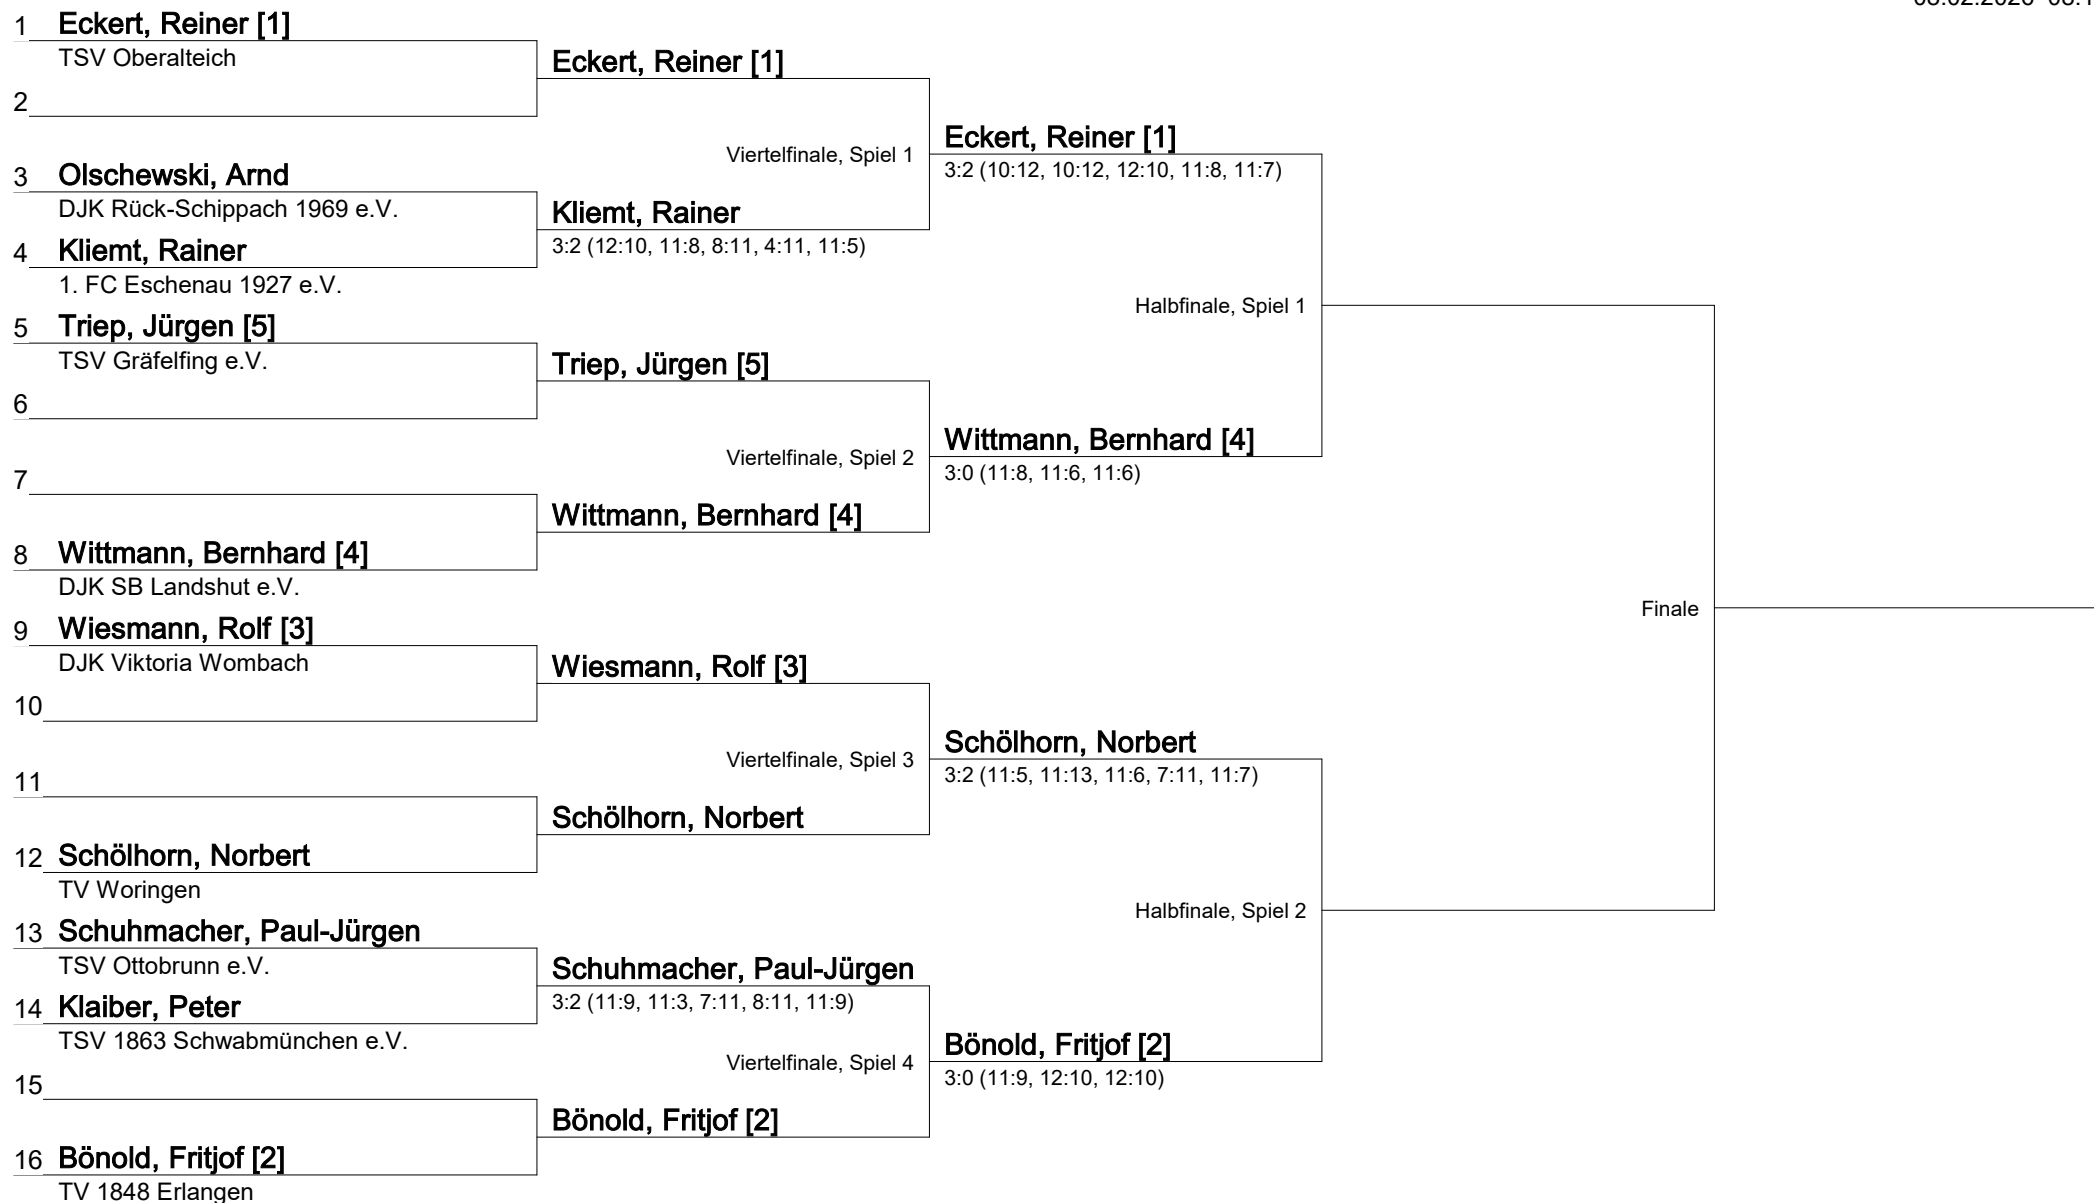 1 Eckert, Reiner [1]
TSV Oberalteich
2
3 Olschewski, Arnd
DJK Rück-Schippach 1969 e.V.
4 Kliemt, Rainer
1. FC Eschenau 1927 e.V.
5 Triep, Jürgen [5]
TSV Gräfelfing e.V.
6
7
8 Wittmann, Bernhard [4]
DJK SB Landshut e.V.
9 Wiesmann, Rolf [3]
DJK Viktoria Wombach
10
11
12 Schölhorn, Norbert
TV Woringen
13 Schuhmacher, Paul-Jürgen
TSV Ottobrunn e.V.
14 Klaiber, Peter
TSV 1863 Schwabmünchen e.V.
15
16 Bönold, Fritjof [2]
TV 1848 Erlangen
Eckert, Reiner [1]
Viertelfinale, Spiel 1
Kliemt, Rainer
3:2 (12:10, 11:8, 8:11, 4:11, 11:5)
Triep, Jürgen [5]
Viertelfinale, Spiel 2
Wittmann, Bernhard [4]
Wiesmann, Rolf [3]
Viertelfinale, Spiel 3
Schölhorn, Norbert
Schuhmacher, Paul-Jürgen
3:2 (11:9, 11:3, 7:11, 8:11, 11:9)
Viertelfinale, Spiel 4
Bönold, Fritjof [2]
Eckert, Reiner [1]
3:2 (10:12, 10:12, 12:10, 11:8, 11:7)
Halbfinale, Spiel 1
Wittmann, Bernhard [4]
3:0 (11:8, 11:6, 11:6)
Schölhorn, Norbert
3:2 (11:5, 11:13, 11:6, 7:11, 11:7)
Halbfinale, Spiel 2
Bönold, Fritjof [2]
3:0 (11:9, 12:10, 12:10)
Finale